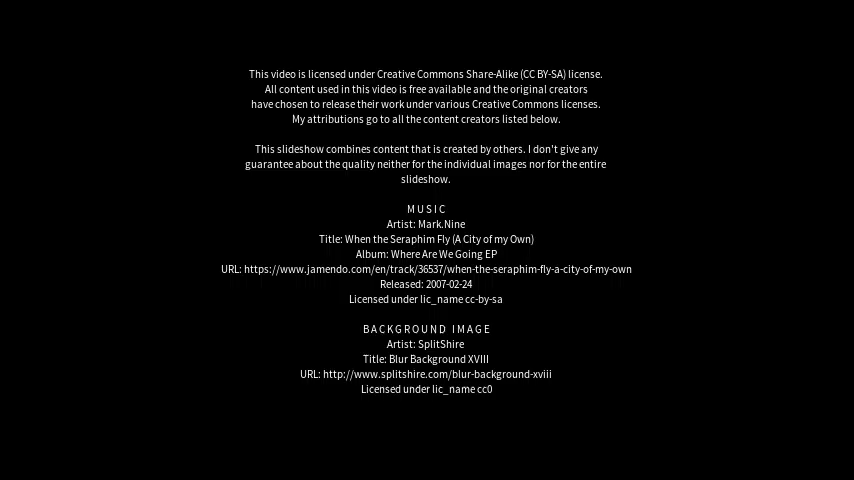 This video is licensed under Creative Commons Share-Alike (CC BY-SA) license.
All content used in this video is free available and the original creators
have chosen to release their work under various Creative Commons licenses.
My attributions go to all the content creators listed below.
This slideshow combines content that is created by others. I don't give any
guarantee about the quality neither for the individual images nor for the entire
slideshow.
MUSIC
Artist: Mark.Nine
Title: When the Seraphim Fly (A City of my Own)
Album: Where Are We Going EP
URL: https://www.jamendo.com/en/track/36537/when-the-seraphim-fly-a-city-of-my-own
Released: 2007-02-24
Licensed under lic_name cc-by-sa
BACKGROUND IMAGE
Artist: SplitShire
Title: Blur Background XVIII
URL: http://www.splitshire.com/blur-background-xviii
Licensed under lic_name cc0